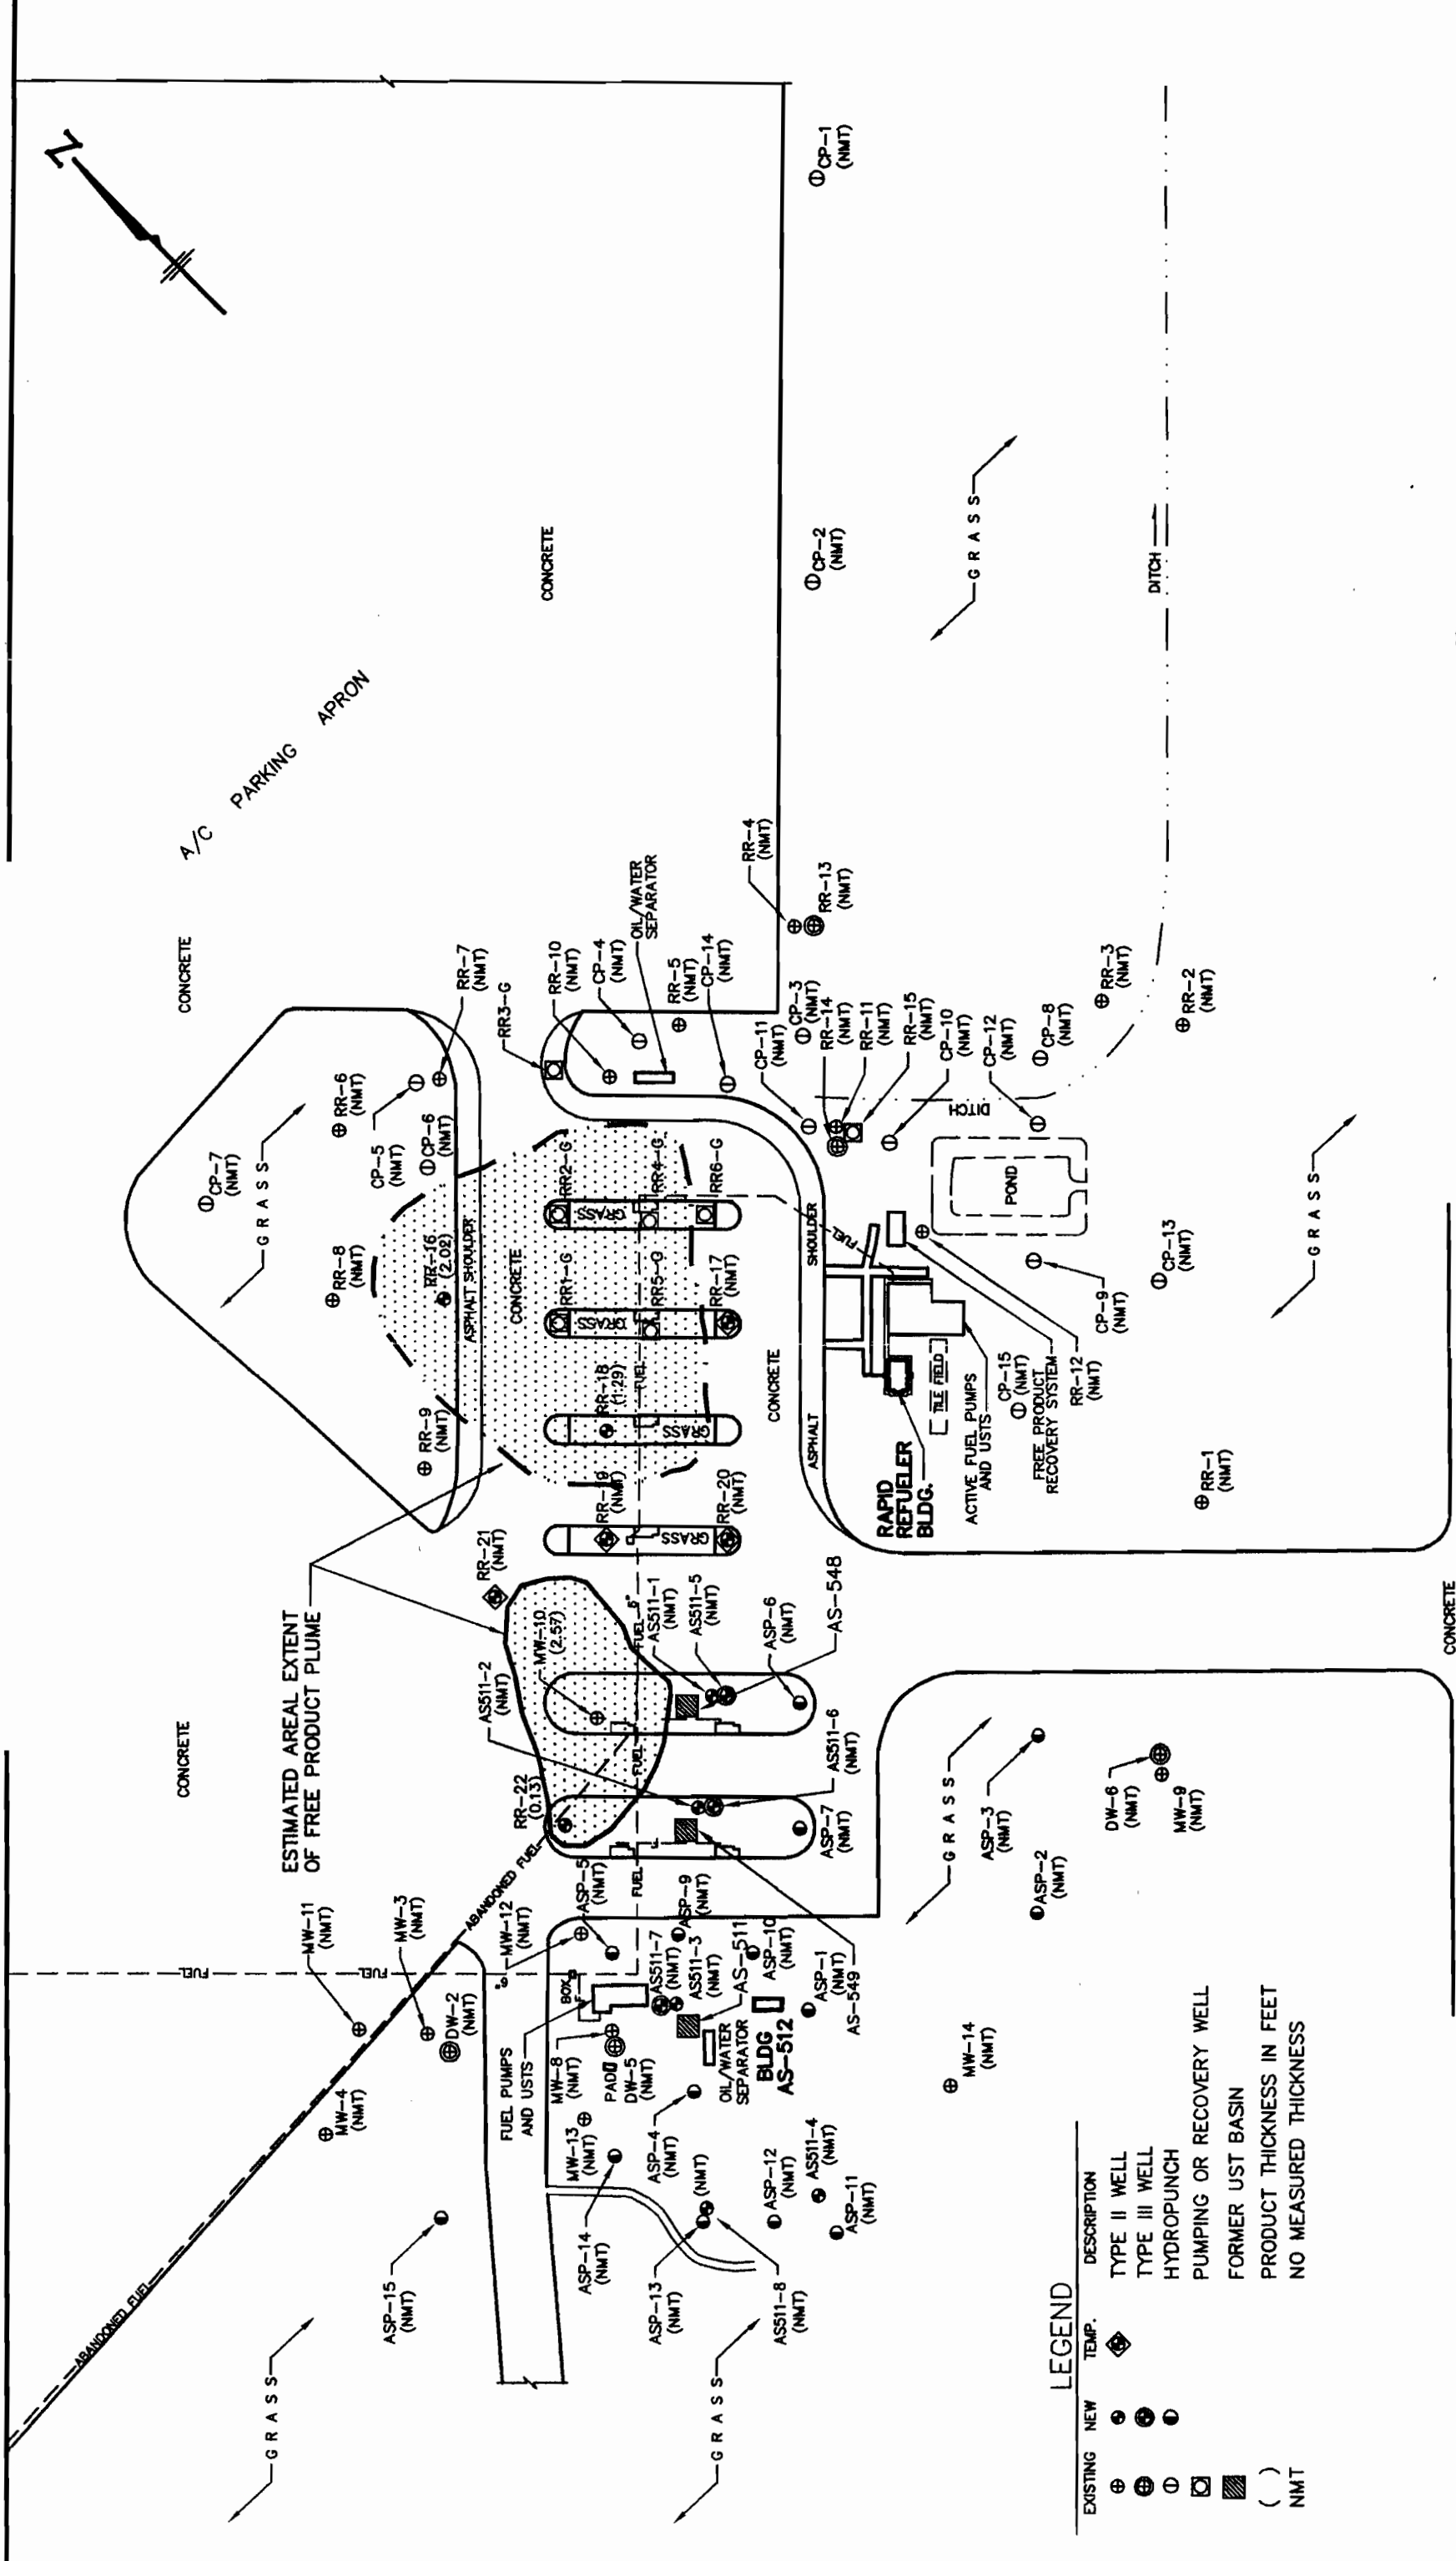 ESTIMATED AREAL EXTENT
OF FREE PRODUCT PLUME
CONCRETE
CONCRETE
CONCRETE
CONCRETE
A/C PARKING APRON
N
ABANDONED FUEL
ABANDONED FUEL
FUEL
FUEL
GRASS
GRASS
ASP-15
(NMT)
MW-4
(NMT)
MW-11
(NMT)
MW-3
(NMT)
DW-2
(NMT)
MW-12
(NMT)
6"
ASP-5
(NMT)
RR-22
(0.13)
AS511-2
(NMT)
MW-10
(2.57)
RR-21
(NMT)
RR-9
(NMT)
RR-8
(NMT)
CP-7
(NMT)
GRASS
RR-6
(NMT)
CP-5
(NMT)
CP-6
(NMT)
RR-16
(2.02)
ASPHALT SHOULDER
CONCRETE
RR-7
(NMT)
RR3-G
RR-10
(NMT)
CP-4
(NMT)
OIL/WATER
SEPARATOR
RR-5
(NMT)
CP-14
(NMT)
RR-4
(NMT)
RR-13
(NMT)
CP-2
(NMT)
CP-1
(NMT)
FUEL PUMPS
AND USTS
BOX
MW-8
(NMT)
PAD
DW-5
(NMT)
MW-13
(NMT)
ASP-14
(NMT)
ASP-4
(NMT)
ASP-13
(NMT)
(NMT)
AS511-8
(NMT)
ASP-12
(NMT)
AS511-4
(NMT)
ASP-11
(NMT)
OIL/WATER
SEPARATOR
BLDG
AS-512
AS511-7
(NMT)
AS511-3
(NMT)
AS-511
ASP-9
(NMT)
ASP-10
(NMT)
ASP-1
(NMT)
AS-549
FUEL
FUEL
FUEL
6"
AS511-1
(NMT)
AS511-5
(NMT)
ASP-6
(NMT)
AS-548
AS511-6
(NMT)
ASP-7
(NMT)
RR-19
(NMT)
GRASS
RR-20
(NMT)
RR-18
(1.29)
GRASS
FUEL
RR1-G
GRASS
RR5-G
RR-17
(NMT)
RR2-G
GRASS
RR4-G
RR6-G
CONCRETE
ASPHALT
SHOULDER
FUEL
CP-11
(NMT)
CP-3
(NMT)
RR-14
(NMT)
RR-11
(NMT)
RR-15
(NMT)
CP-10
(NMT)
CP-12
(NMT)
CP-8
(NMT)
RR-3
(NMT)
RR-2
(NMT)
DITCH
DITCH
POND
RAPID
REFUELER
BLDG.
TILE FIELD
ACTIVE FUEL PUMPS
AND USTS
CP-15
(NMT)
FREE PRODUCT
RECOVERY SYSTEM
RR-12
(NMT)
CP-9
(NMT)
CP-13
(NMT)
RR-1
(NMT)
GRASS
GRASS
GRASS
ASP-3
(NMT)
ASP-2
(NMT)
DW-6
(NMT)
MW-9
(NMT)
MW-14
(NMT)
CONCRETE
LEGEND
EXISTING NEW TEMP. DESCRIPTION
TYPE II WELL
TYPE III WELL
HYDROPUNCH
PUMPING OR RECOVERY WELL
FORMER UST BASIN
( ) PRODUCT THICKNESS IN FEET
NMT NO MEASURED THICKNESS